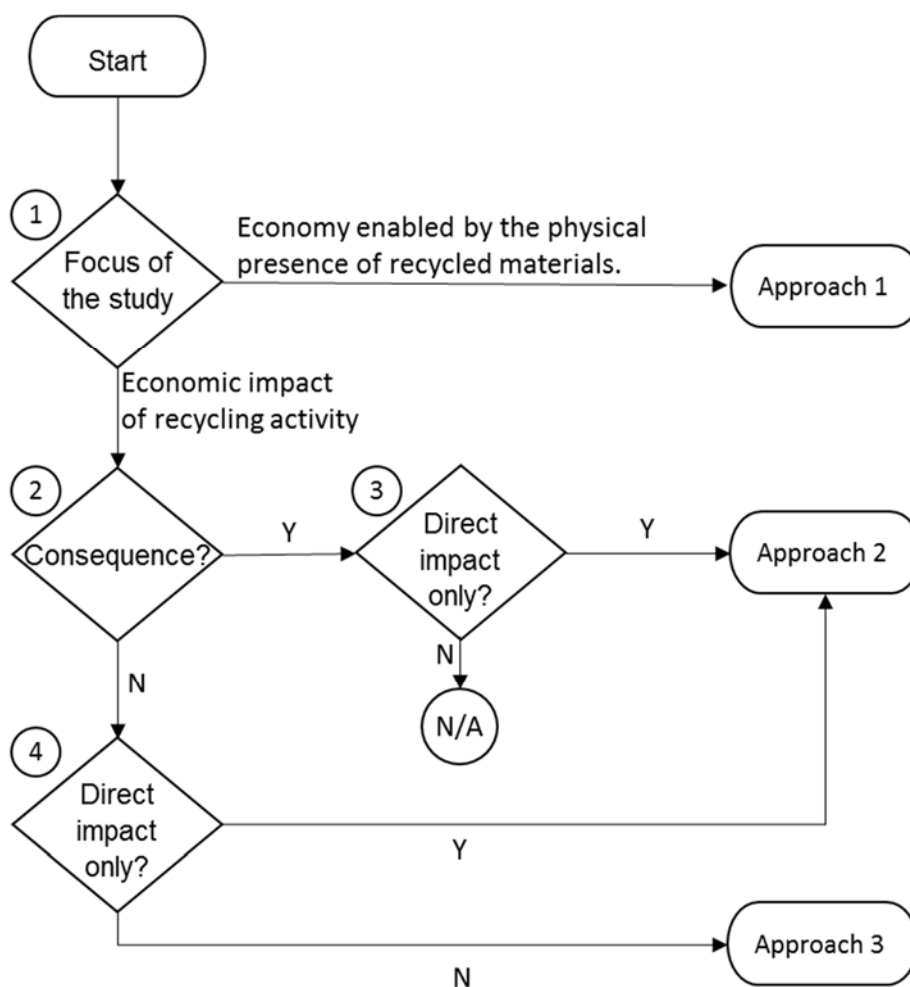 Start
1
Focus of
the study
Economy enabled by the physical
presence of recycled materials.
Approach 1
Economic impact
of recycling activity
2
Consequence?
Y
3
Direct
impact
only?
Y
Approach 2
N
N/A
N
4
Direct
impact
only?
Y
N
Approach 3